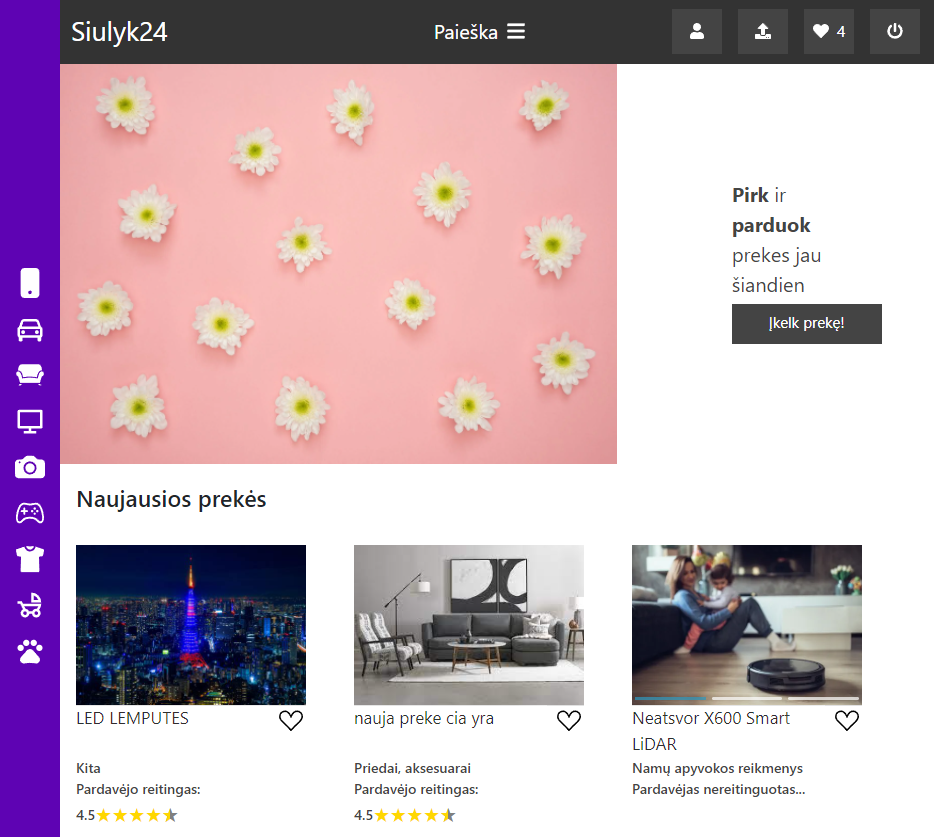 Siulyk24
Paieška
4
Pirk ir
parduok
prekes jau
šiandien
Įkelk prekę!
Naujausios prekės
LED LEMPUTES
Kita
Pardavėjo reitingas:
4.5
nauja preke cia yra
Priedai, aksesuarai
Pardavėjo reitingas:
4.5
Neatsvor X600 Smart
LiDAR
Namų apyvokos reikmenys
Pardavėjas nereitinguotas...